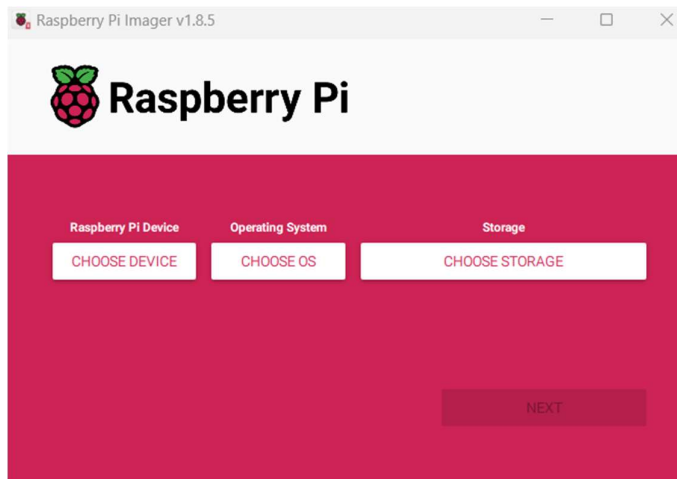 Raspberry Pi Imager v1.8.5
Raspberry Pi
Raspberry Pi Device Operating System Storage
CHOOSE DEVICE CHOOSE OS CHOOSE STORAGE
NEXT